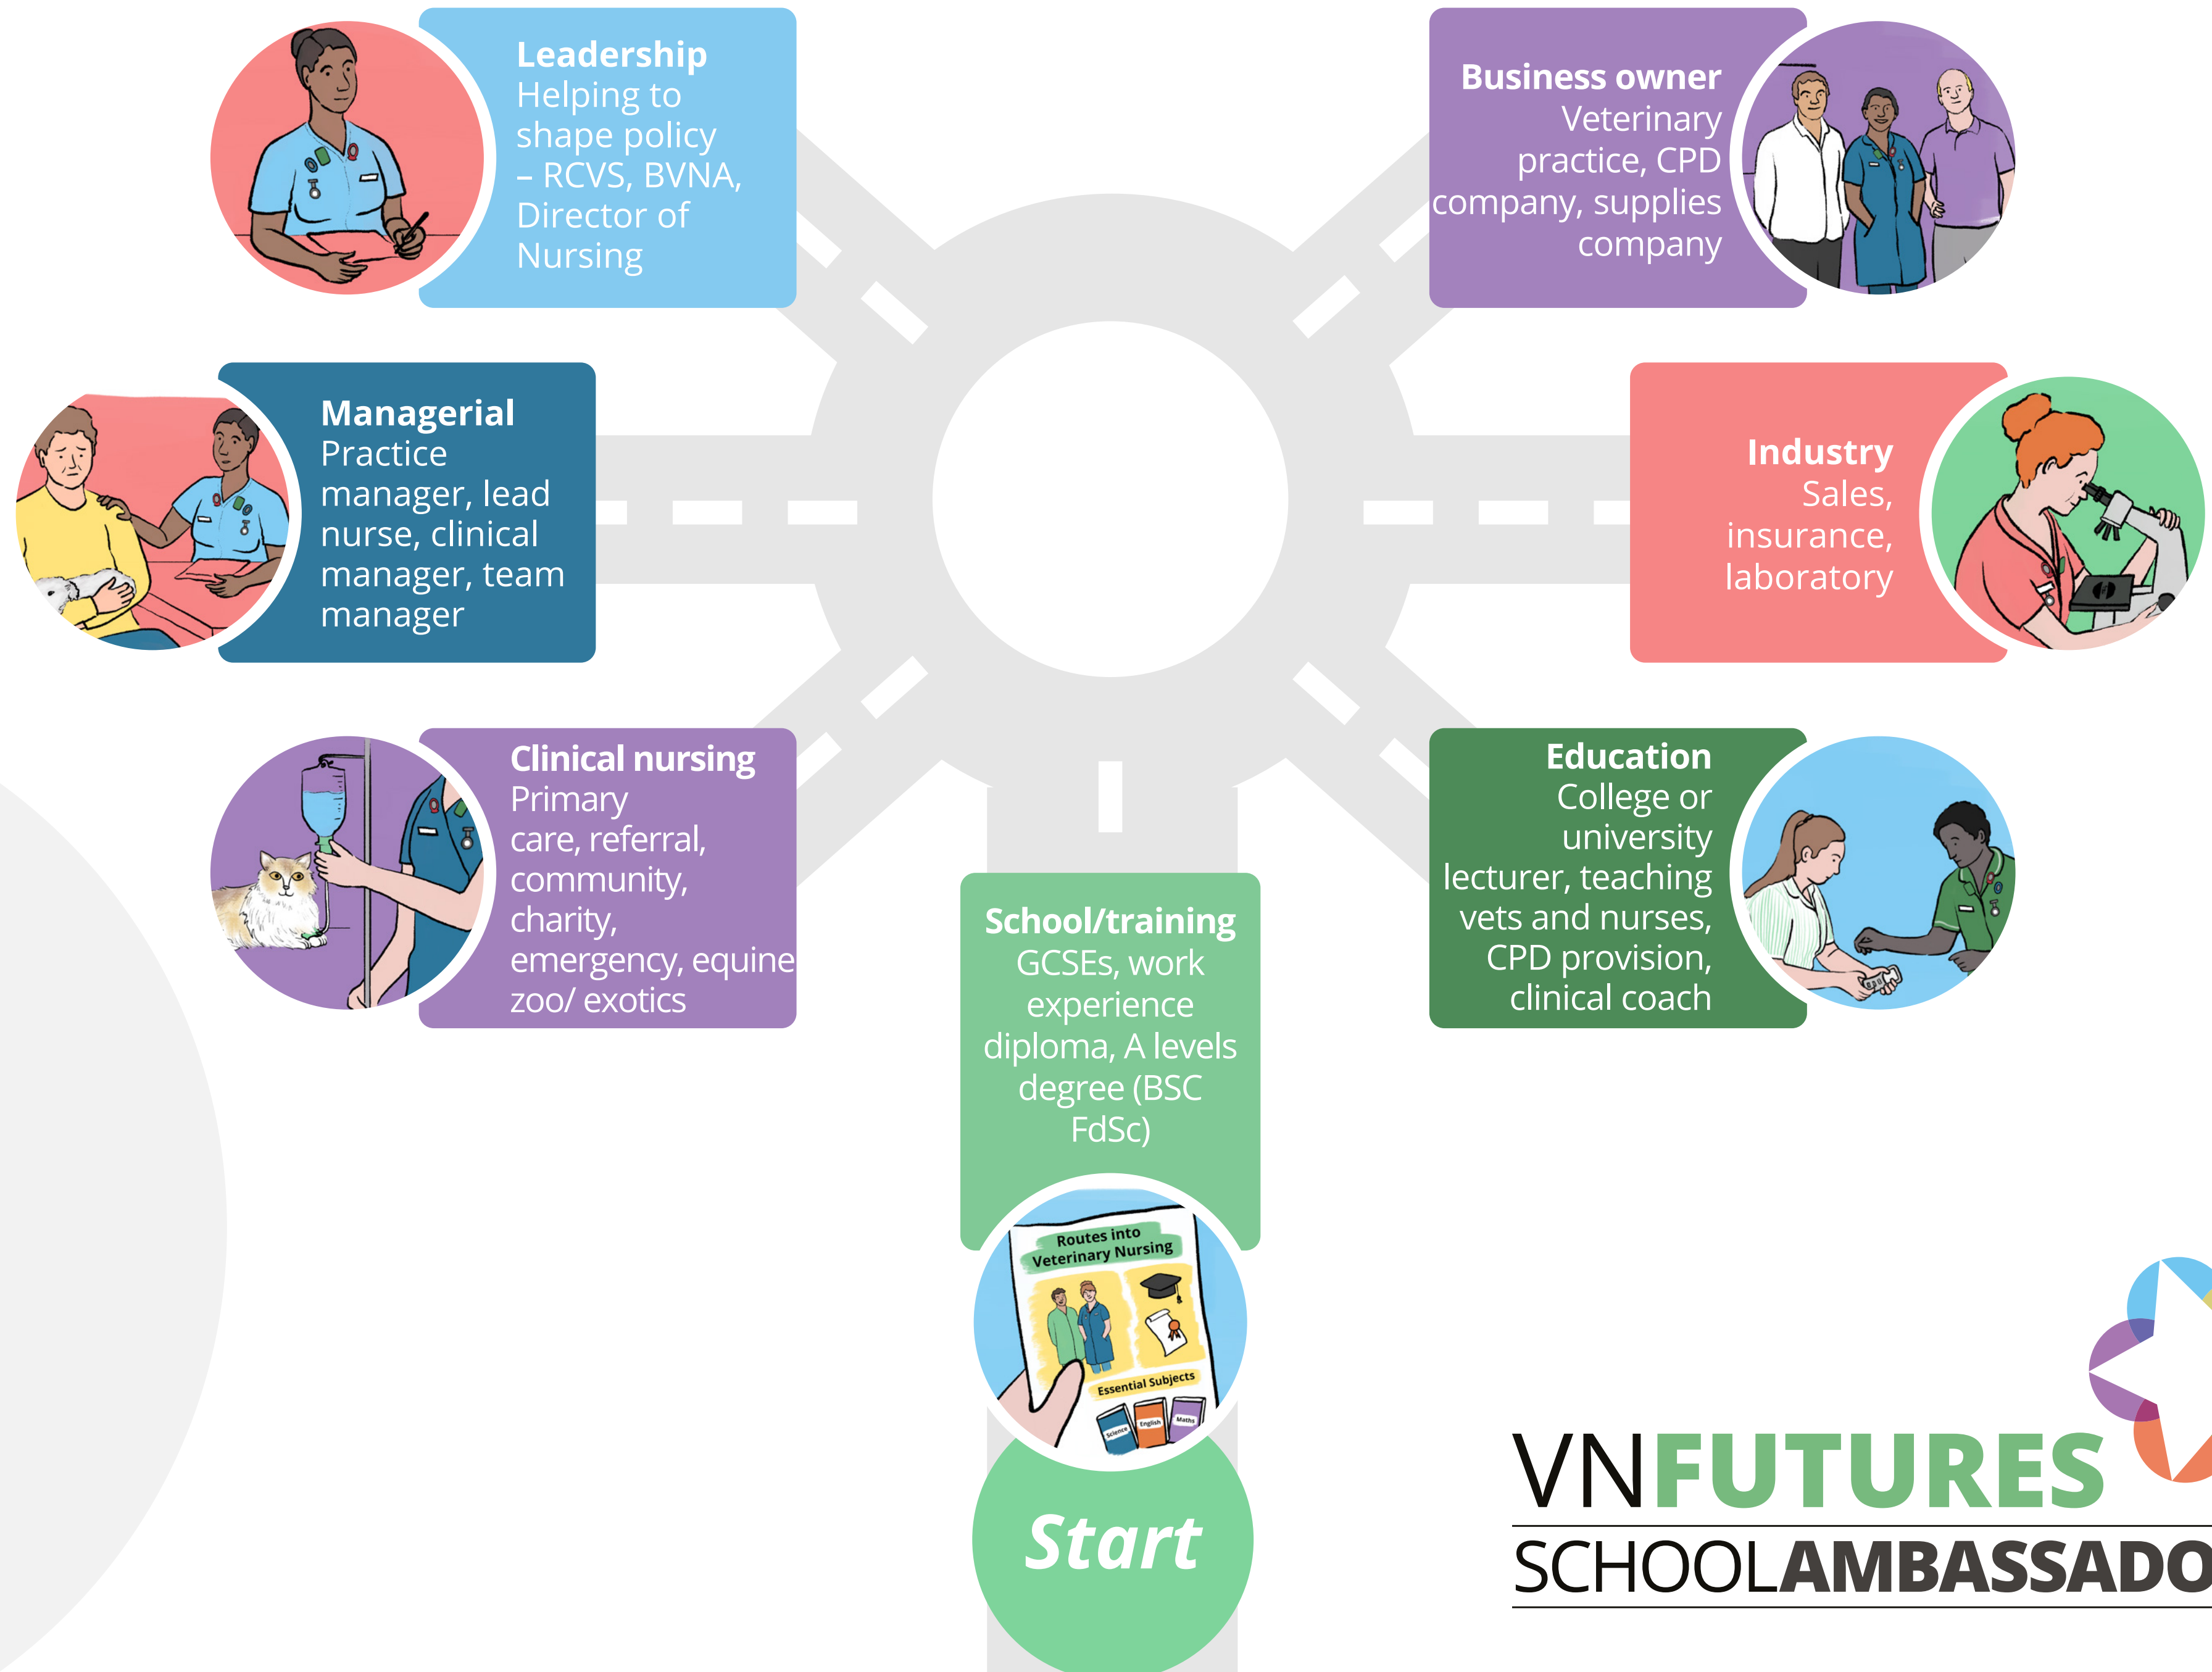 Leadership
Helping to
shape policy
– RCVS, BVNA,
Director of
Nursing
Business owner
Veterinary
practice, CPD
company, supplies
company
Managerial
Practice
manager, lead
nurse, clinical
manager, team
manager
Industry
Sales,
insurance,
laboratory
Clinical nursing
Primary
care, referral,
community,
charity,
emergency, equine
zoo/ exotics
Education
College or
university
lecturer, teaching
vets and nurses,
CPD provision,
clinical coach
School/training
GCSEs, work
experience
diploma, A levels
degree (BSC
FdSc)
Routes into
Veterinary Nursing
Essential Subjects
Science
English
Maths
Start
VNFUTURES
SCHOOLAMBASSADO